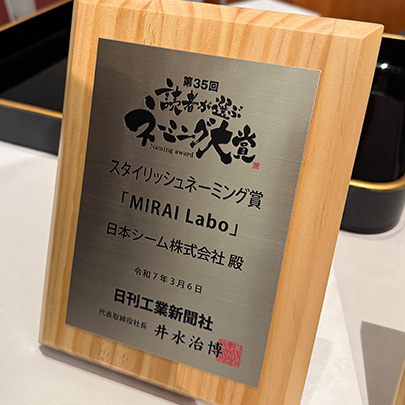 第35回
読者が選ぶ
ネーミング大賞
Naming award
スタイリッシュネーミング賞
「MIRAI Labo」
日本シーム株式会社 殿
令和7年3月6日
日刊工業新聞社
代表取締役社長 井水治博